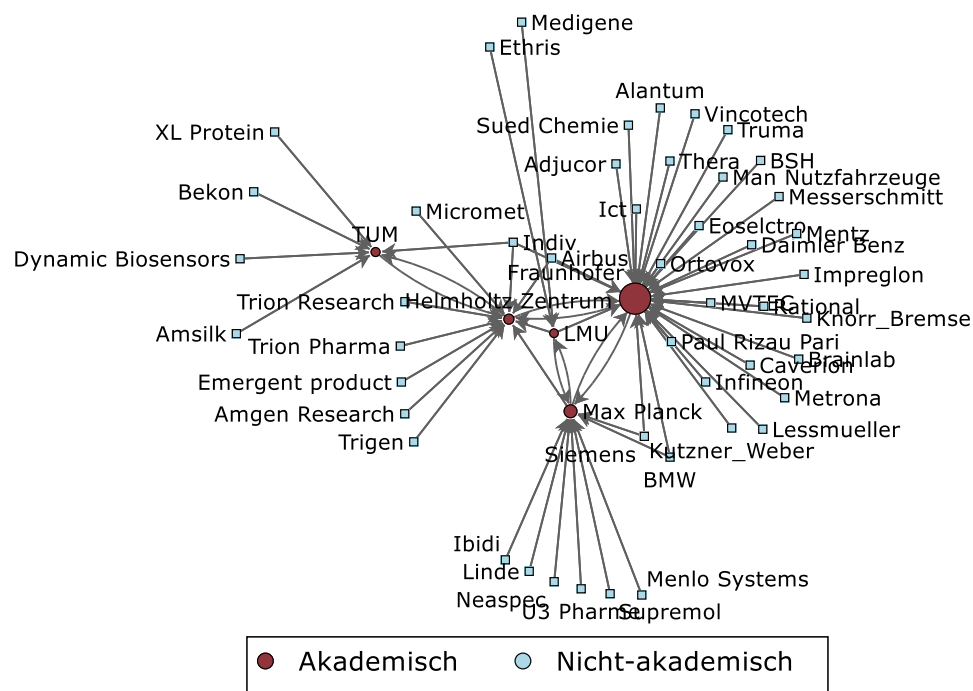 Medigene
Ethris
Alantum
Vincotech
Sued Chemie
Truma
XL Protein
Adjucor
Thera
BSH
Man Nutzfahrzeuge
Bekon
Messerschmitt
Micromet
Ict
Eoselctro
Mentz
TUM
Indiv
Daimler Benz
Dynamic Biosensors
Airbus
Ortovox
Fraunhofer
Impreglon
Trion Research
Helmholtz Zentrum
MVTEC
Rational
Knorr_Bremse
Amsilk
LMU
Trion Pharma
Paul Rizau Pari
Brainlab
Caverion
Emergent product
Infineon
Metrona
Amgen Research
Max Planck
Lessmueller
Trigen
Siemens
Kutzner_Weber
BMW
Ibidi
Linde
Menlo Systems
Neaspec
U3 Pharma
Supremol
Akademisch
Nicht-akademisch